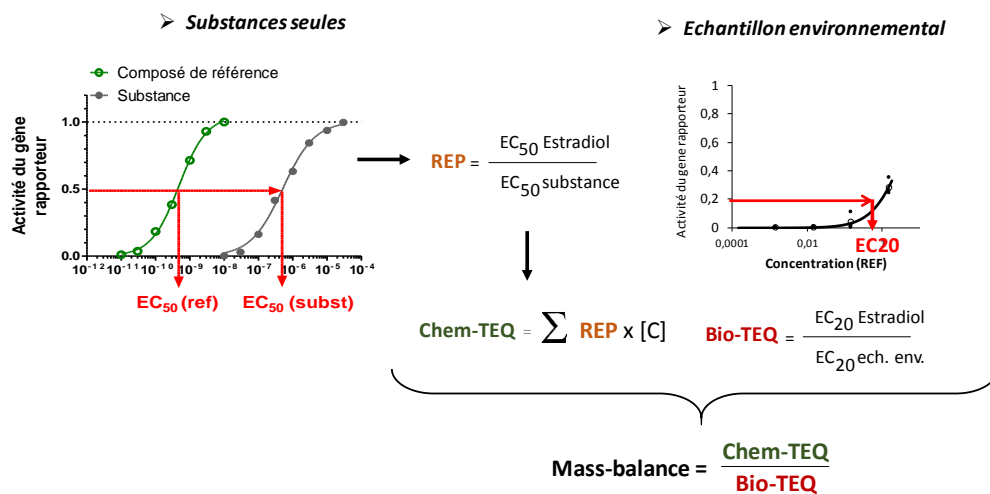 ➢ Substances seules
➢ Echantillon environnemental
Composé de référence
Substance
Activité du gène
rapporteur
1.0
0.5
0.0
10⁻¹² 10⁻¹¹ 10⁻¹⁰ 10⁻⁹ 10⁻⁸ 10⁻⁷ 10⁻⁶ 10⁻⁵ 10⁻⁴
EC₅₀ (ref) EC₅₀ (subst)
REP = EC₅₀ Estradiol
EC₅₀ substance
Activité du gene rapporteur
1
0,8
0,6
0,4
0,2
0
0,0001 0,01 1
EC20
Concentration (REF)
Chem-TEQ = ∑ REP x [C]
Bio-TEQ = EC₂₀ Estradiol
EC₂₀ ech. env.
Mass-balance = Chem-TEQ
Bio-TEQ